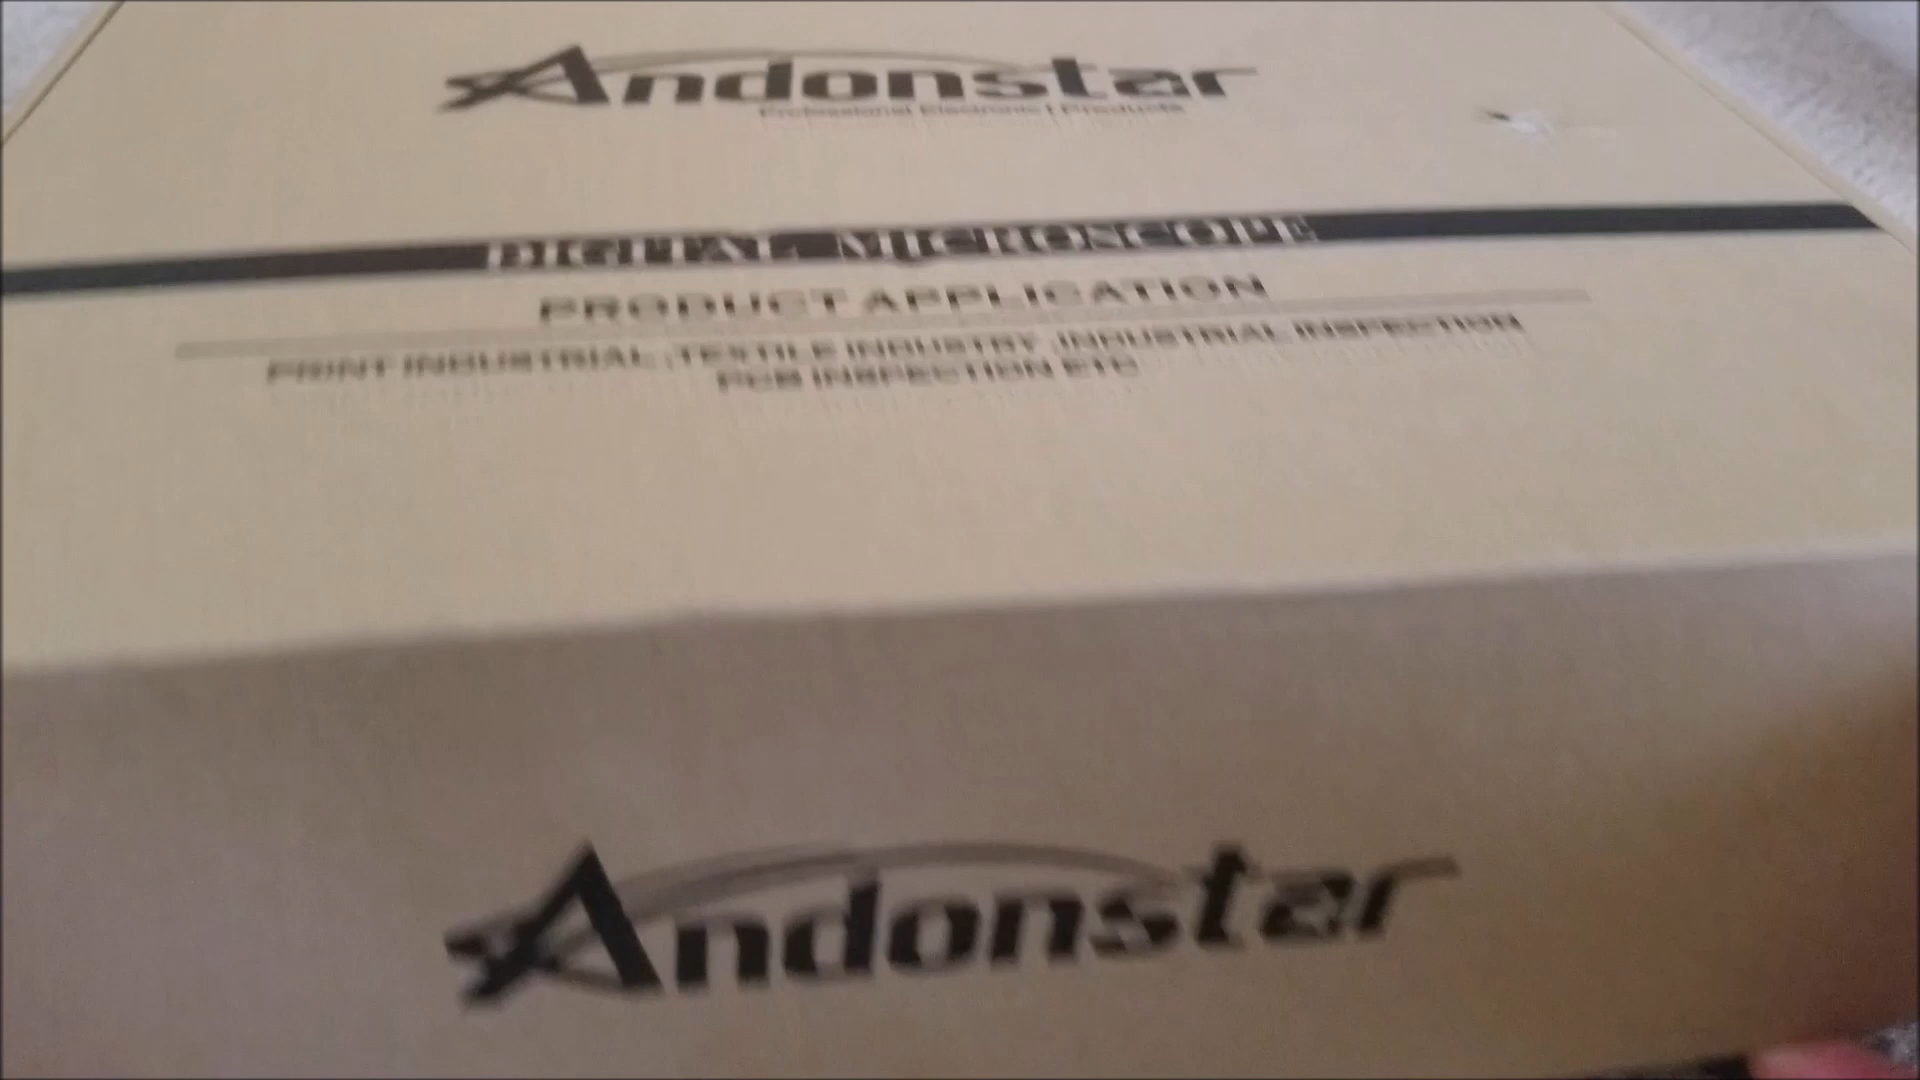 Andonstar
Professional Electronic Products
DIGITAL MICROSCOPE
PRODUCT APPLICATION
PRINT INDUSTRIAL ,TEXTILE INDUSTRY ,INDUSTRIAL INSPECTION
PCB INSPECTION ETC
Andonstar